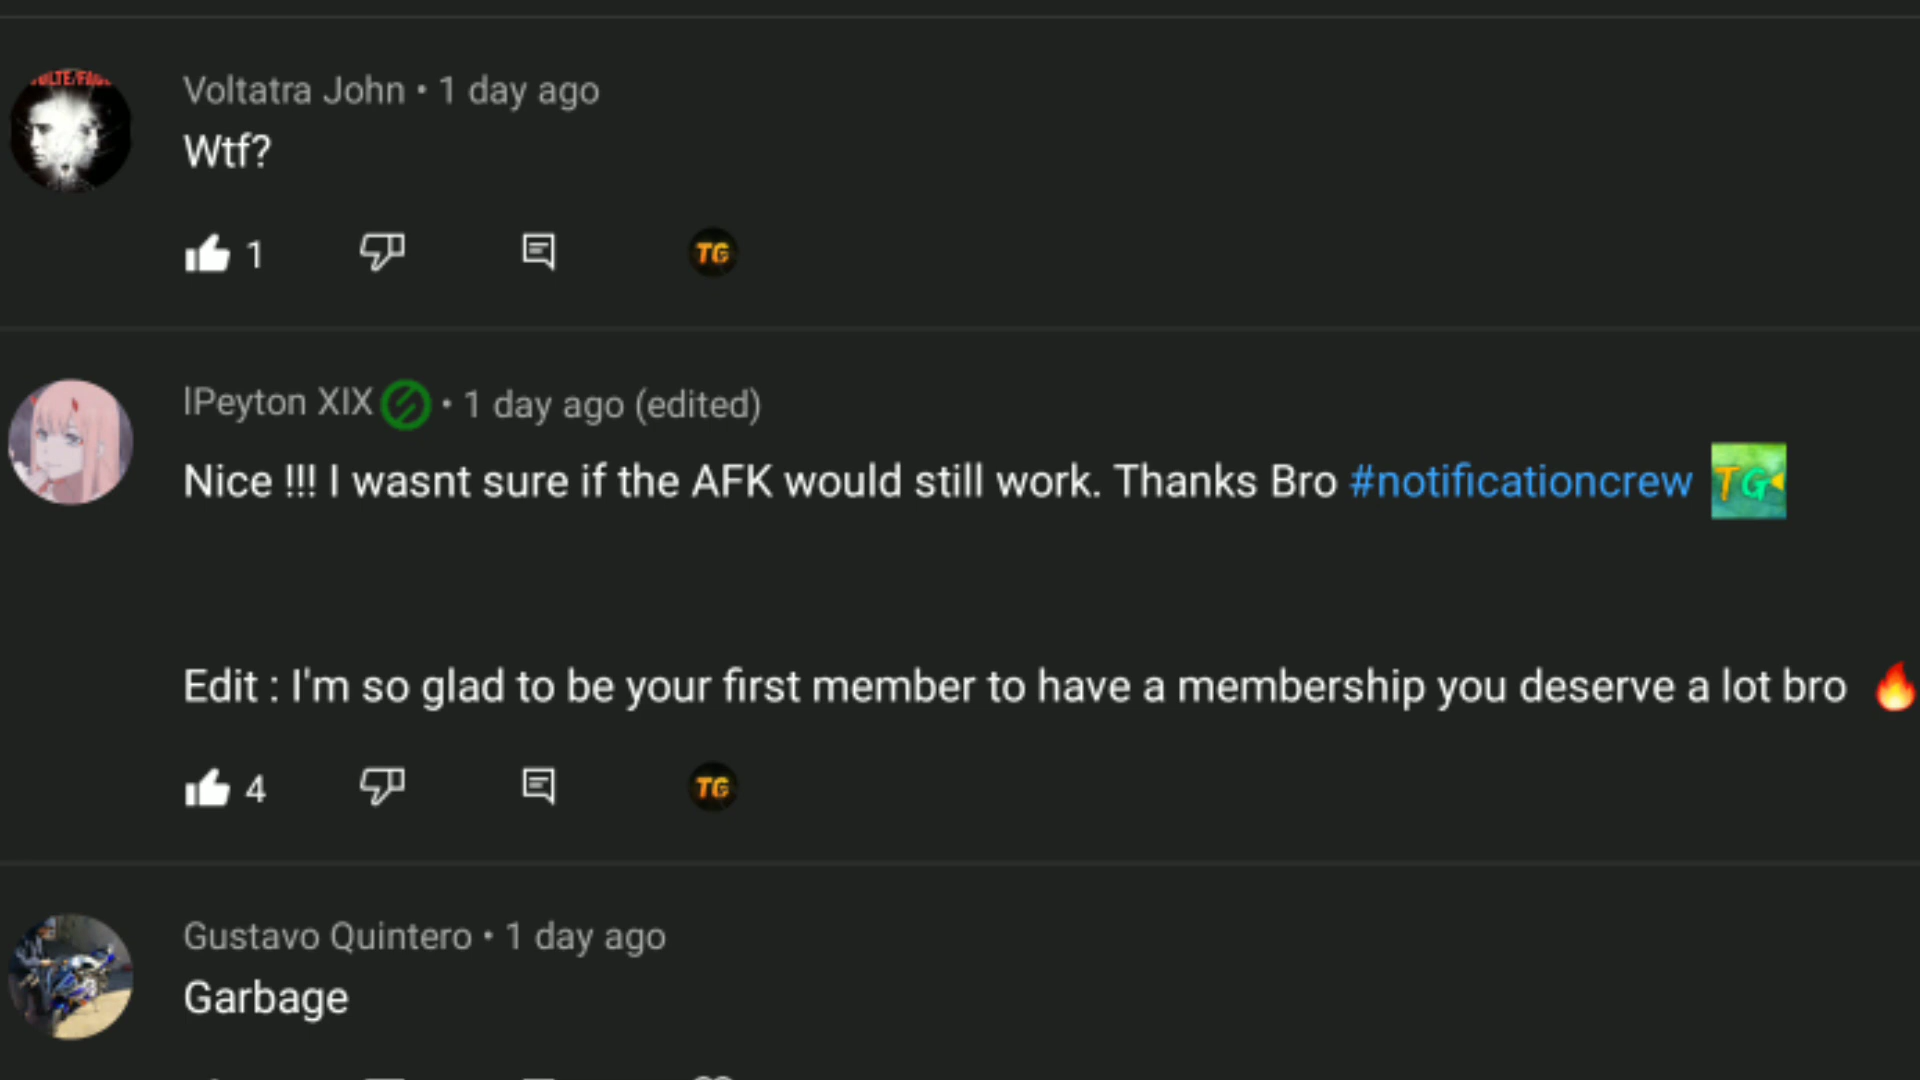 Voltatra John • 1 day ago
Wtf?
1
TG
lPeyton XIX • 1 day ago (edited)
Nice !!! I wasnt sure if the AFK would still work. Thanks Bro #notificationcrew TG
Edit : I'm so glad to be your first member to have a membership you deserve a lot bro 🔥
4
TG
Gustavo Quintero • 1 day ago
Garbage